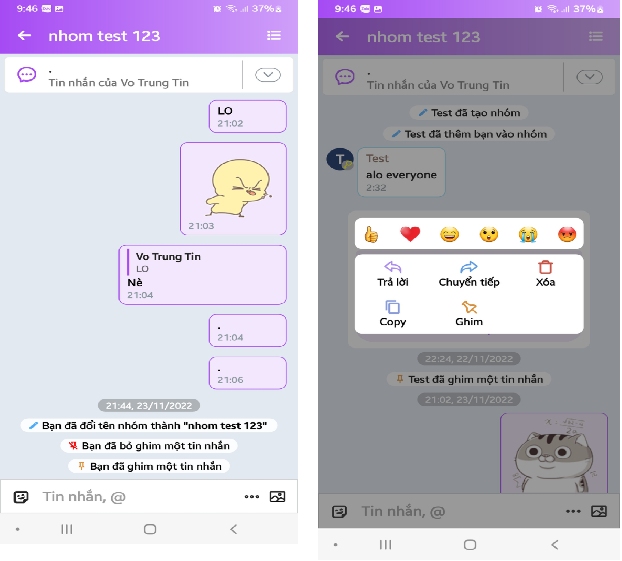 9:46
37%
nhom test 123
.
Tin nhắn của Vo Trung Tin
LO
21:02
21:03
Vo Trung Tin
LO
Nè
21:04
.
21:04
.
21:06
21:44, 23/11/2022
Bạn đã đổi tên nhóm thành "nhom test 123"
Bạn đã bỏ ghim một tin nhắn
Bạn đã ghim một tin nhắn
Tin nhắn, @
9:46
37%
nhom test 123
.
Tin nhắn của Vo Trung Tin
Test đã tạo nhóm
Test đã thêm bạn vào nhóm
T
Test
alo everyone
2:32
Trả lời
Chuyển tiếp
Xóa
Copy
Ghim
22:24, 22/11/2022
Test đã ghim một tin nhắn
21:02, 23/11/2022
Tin nhắn, @